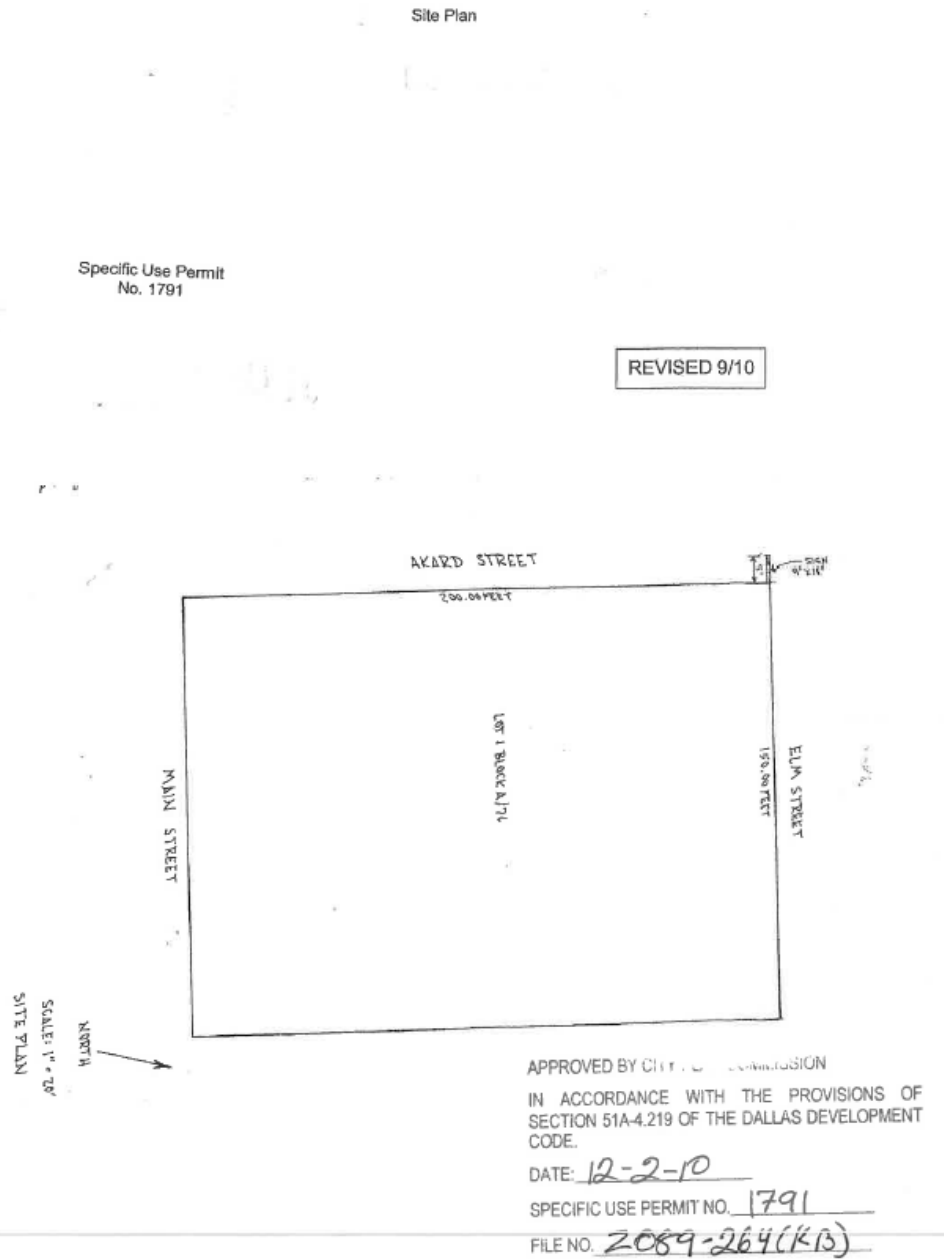 Site Plan
Specific Use Permit
No. 1791
REVISED 9/10
AKARD STREET
SIGN
200.00 FEET
LOT 1 BLOCK A/76
150.00 FEET
ELM STREET
MAIN STREET
NORTH
SCALE: 1" = 20'
SITE PLAN
APPROVED BY CITY
IN ACCORDANCE WITH THE PROVISIONS OF
SECTION 51A-4.219 OF THE DALLAS DEVELOPMENT
CODE.
DATE: 12-2-10
SPECIFIC USE PERMIT NO. 1791
FILE NO. Z089-264(KB)